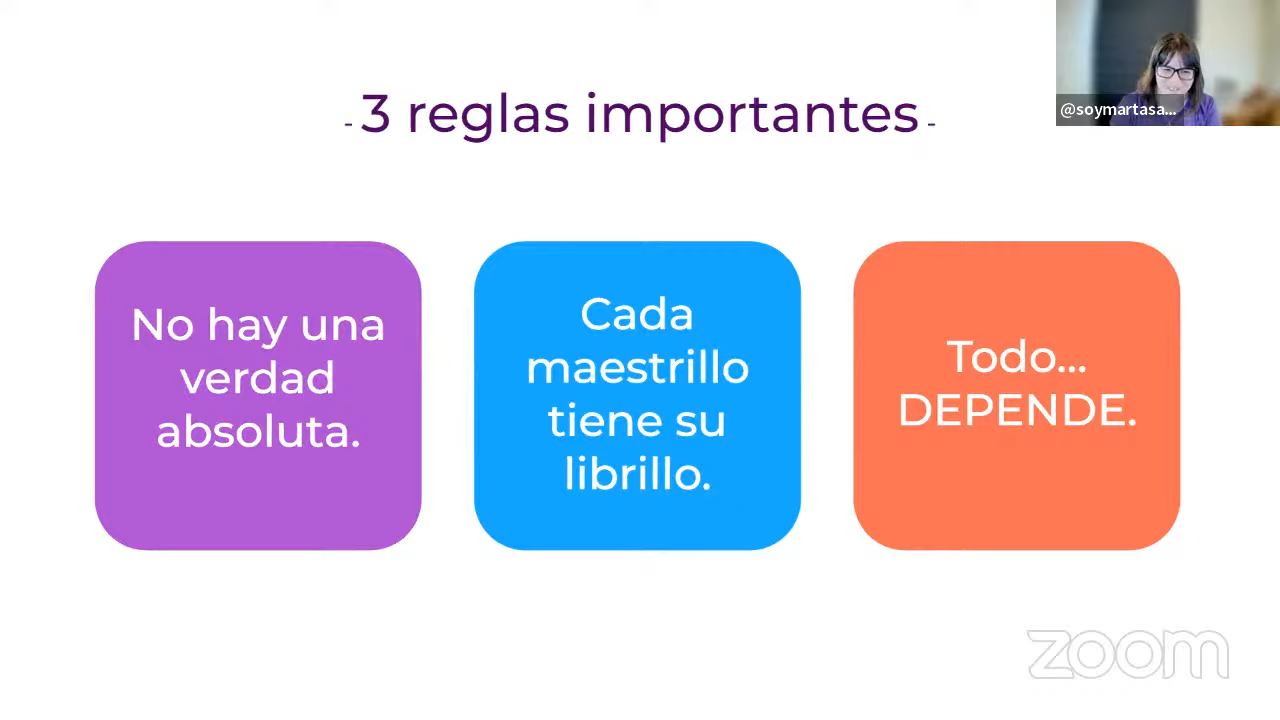 - 3 reglas importantes -
@soymartasa...
No hay una
verdad
absoluta.
Cada
maestrillo
tiene su
librillo.
Todo...
DEPENDE.
zoom